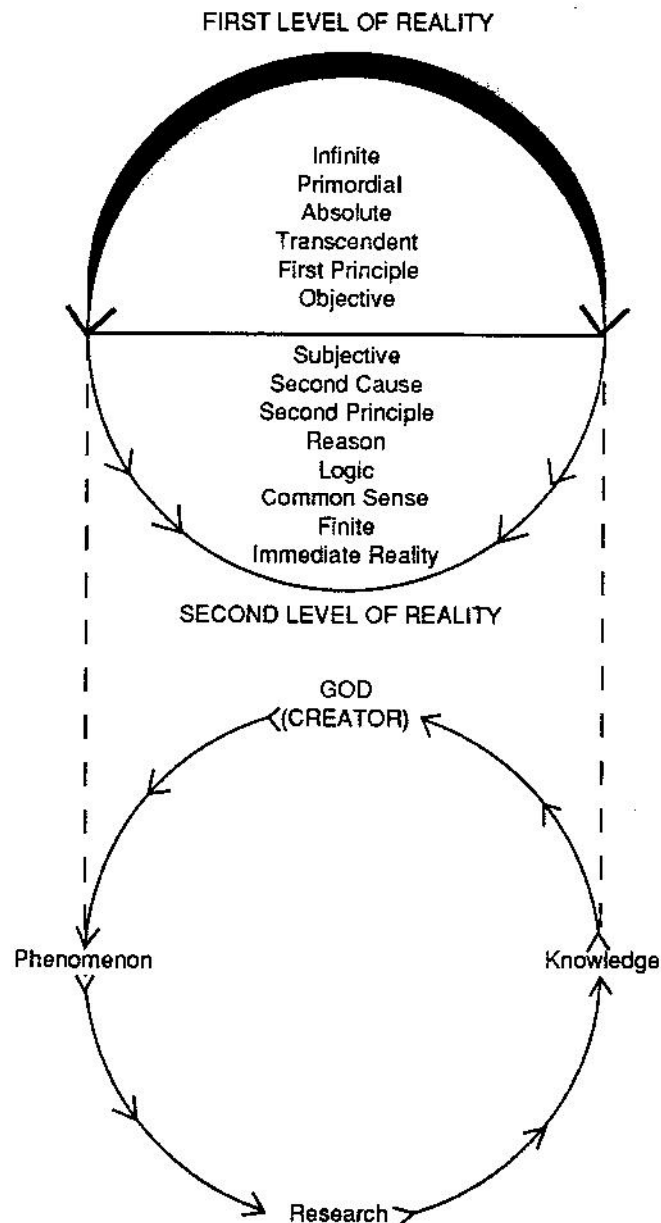 FIRST LEVEL OF REALITY
Infinite
Primordial
Absolute
Transcendent
First Principle
Objective
Subjective
Second Cause
Second Principle
Reason
Logic
Common Sense
Finite
Immediate Reality
SECOND LEVEL OF REALITY
GOD
(CREATOR)
Phenomenon
Knowledge
Research